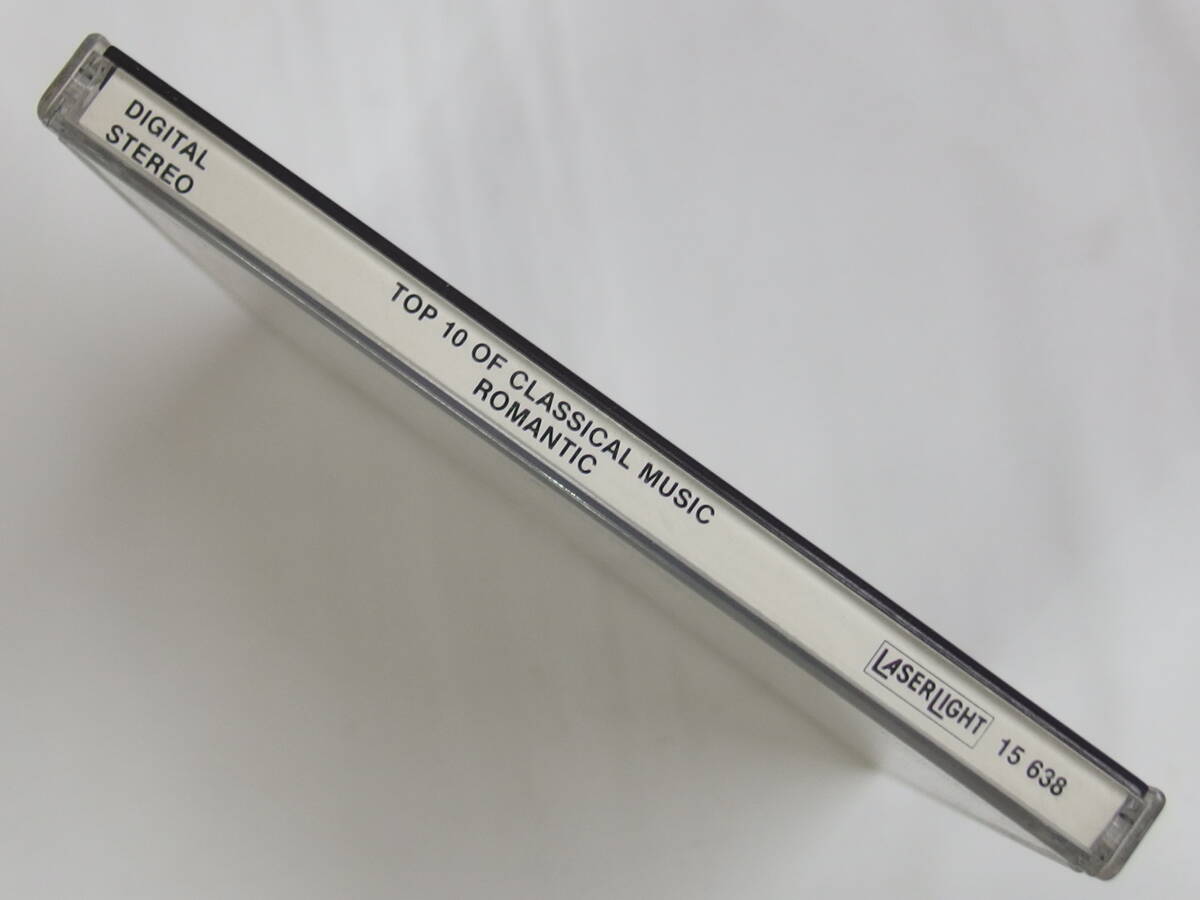 DIGITAL
STEREO
TOP 10 OF CLASSICAL MUSIC
ROMANTIC
LASERLIGHT
15 638